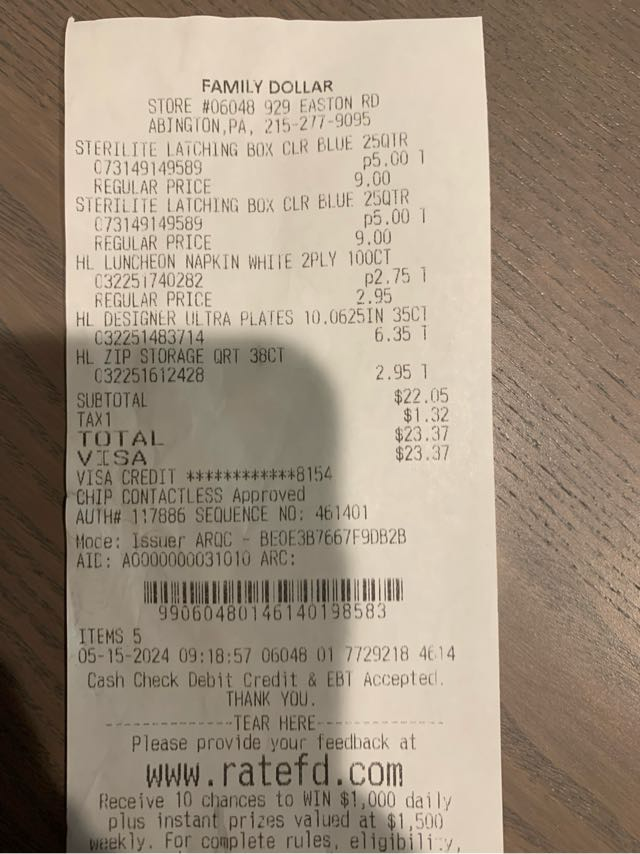 FAMILY DOLLAR
STORE #06048 929 EASTON RD
ABINGTON,PA, 215-277-9095
STERILITE LATCHING BOX CLR BLUE 25QTR
073149149589 p5.00 T
REGULAR PRICE 9.00
STERILITE LATCHING BOX CLR BLUE 25QTR
073149149589 p5.00 T
REGULAR PRICE 9.00
HL LUNCHEON NAPKIN WHITE 2PLY 100CT
032251740282 p2.75 T
REGULAR PRICE 2.95
HL DESIGNER ULTRA PLATES 10.0625IN 35CT
032251483714 6.35 T
HL ZIP STORAGE QRT 38CT
032251612428 2.95 T
SUBTOTAL $22.05
TAX1 $1.32
TOTAL $23.37
VISA $23.37
VISA CREDIT ************8154
CHIP CONTACTLESS Approved
AUTH# 117886 SEQUENCE NO: 461401
Mode: Issuer ARQC - BE0E3B7667F9DB2B
AID: A0000000031010 ARC:
99060480146140198583
ITEMS 5
05-15-2024 09:18:57 06048 01 7729218 4614
Cash Check Debit Credit & EBT Accepted.
THANK YOU.
-------------TEAR HERE-------------
Please provide your feedback at
www.ratefd.com
Receive 10 chances to WIN $1,000 daily
plus instant prizes valued at $1,500
weekly. For complete rules, eligibility,